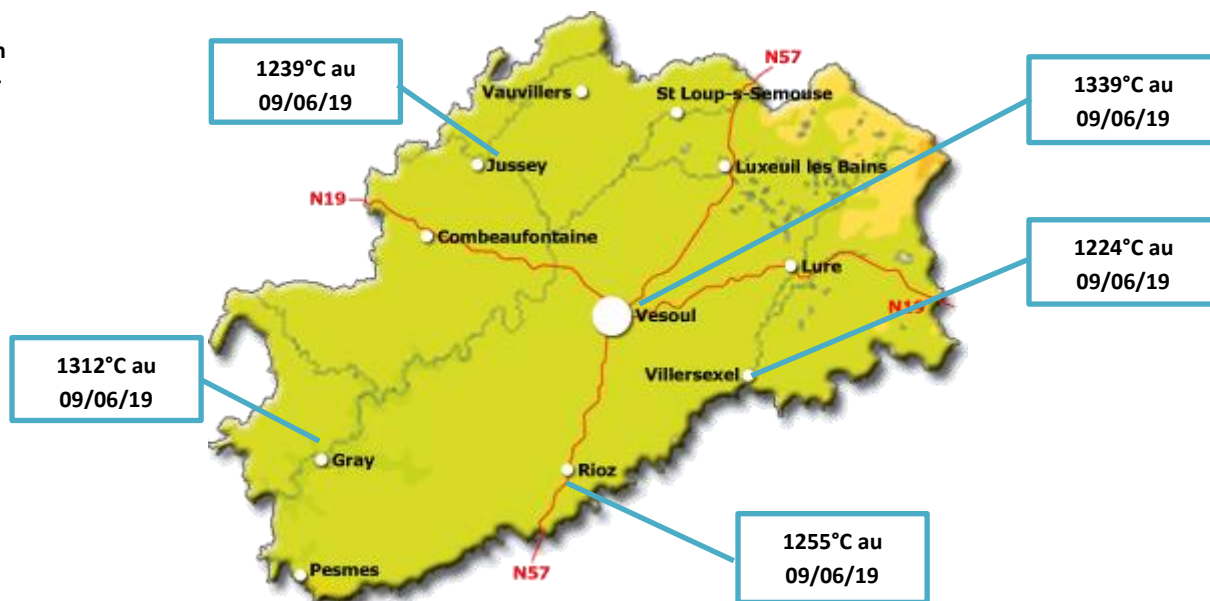 n
1239°C au
09/06/19
N57
1339°C au
09/06/19
Vauvillers
St Loup-s-Semouse
Jussey
Luxeuil les Bains
N19
Combeaufontaine
1224°C au
09/06/19
Lure
N19
Vesoul
1312°C au
09/06/19
Villersexel
Gray
Rioz
1255°C au
09/06/19
Pesmes
N57